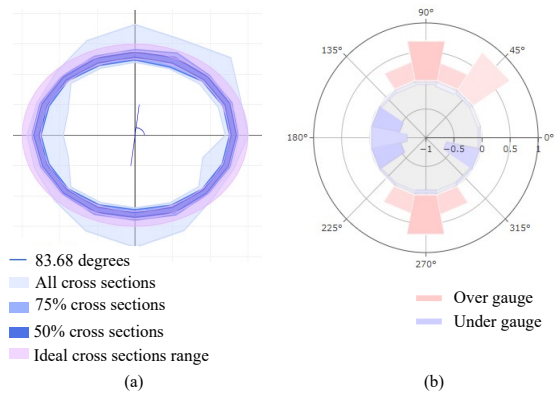 83.68 degrees
All cross sections
75% cross sections
50% cross sections
Ideal cross sections range
(a)
90°
135° 45°
180° −1 −0.5 0 0.5 1 0°
225° 315°
270°
Over gauge
Under gauge
(b)